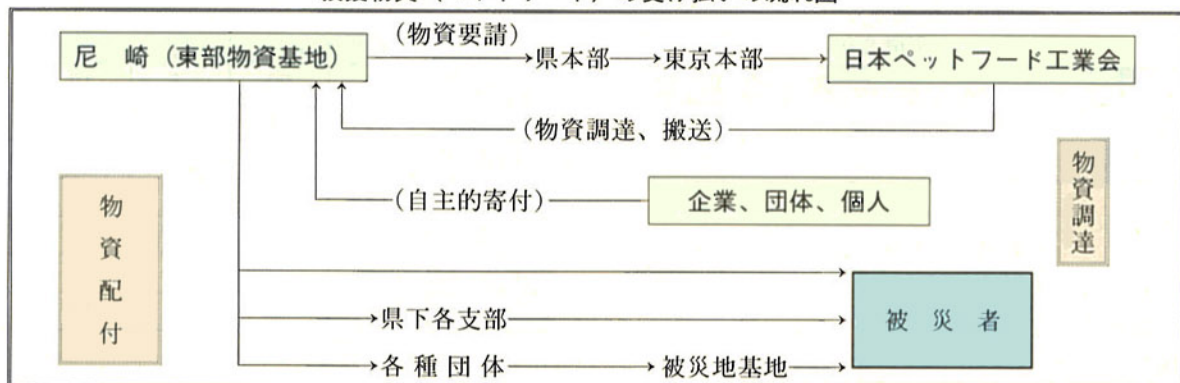 (物資要請)
尼　崎（東部物資基地）
県本部
東京本部
日本ペットフード工業会
(物資調達、搬送)
物資調達
(自主的寄付)
企業、団体、個人
物資配付
被災者
県下各支部
各種団体
被災地基地